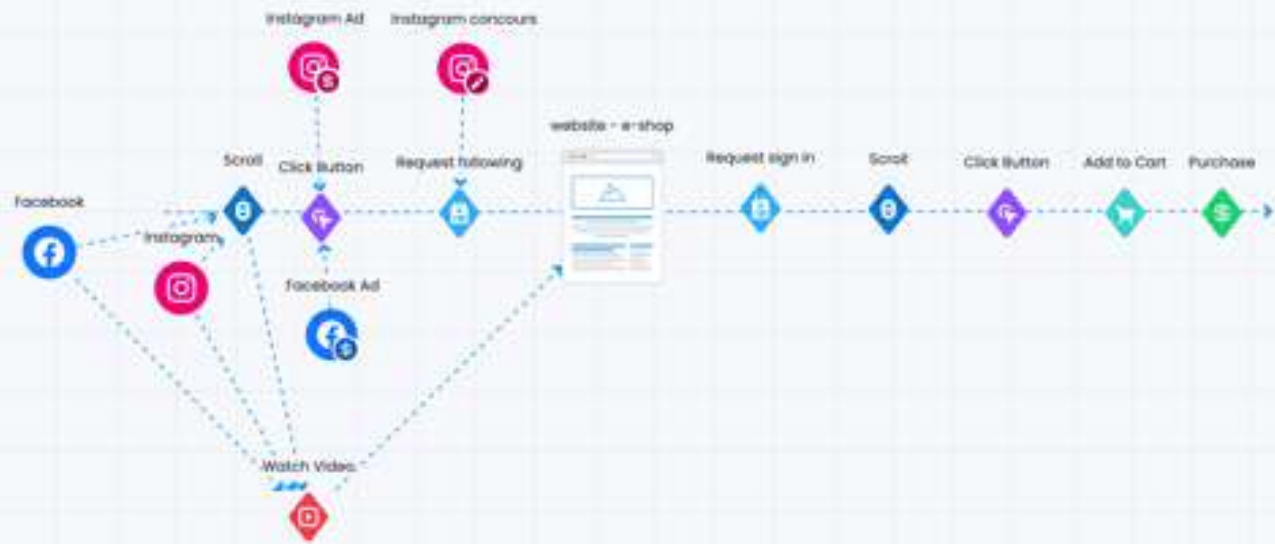 Instagram Ad
Instagram concours
website - e-shop
Scroll
Click Button
Request following
Request sign in
Scroll
Click Button
Add to Cart
Purchase
Facebook
Instagram
Facebook Ad
Watch Video